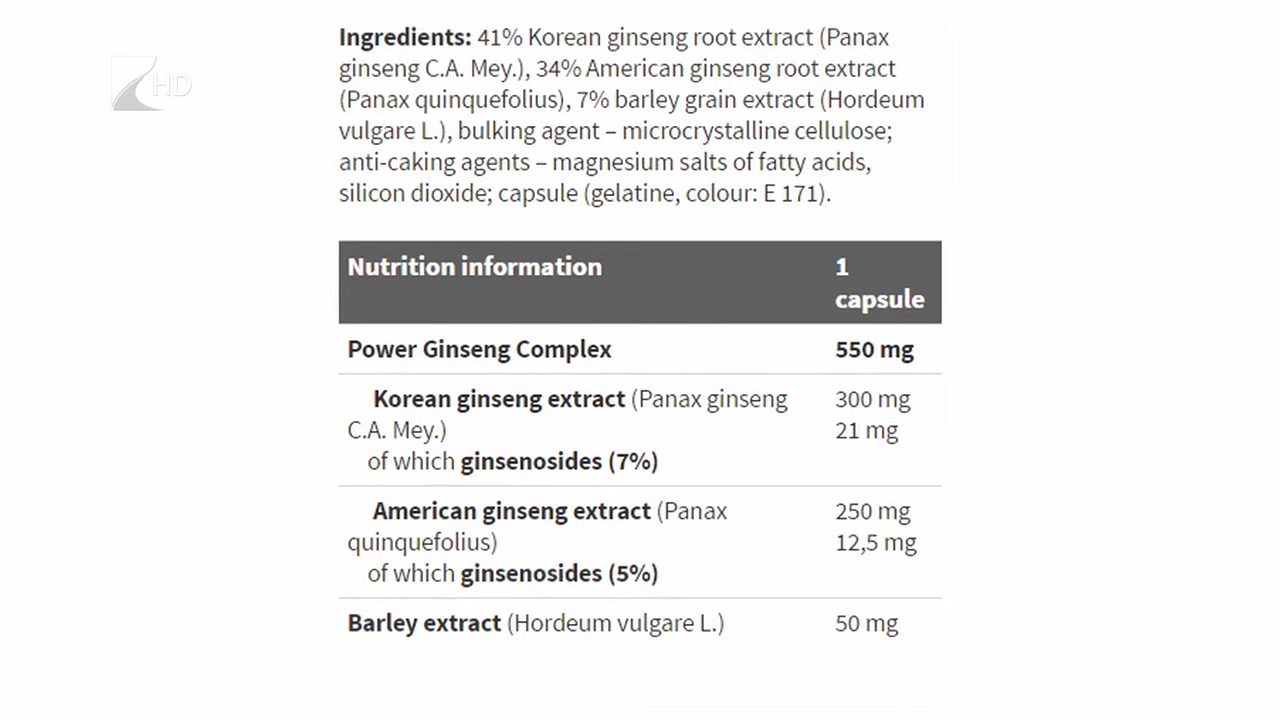 HD
Ingredients: 41% Korean ginseng root extract (Panax
ginseng C.A. Mey.), 34% American ginseng root extract
(Panax quinquefolius), 7% barley grain extract (Hordeum
vulgare L.), bulking agent – microcrystalline cellulose;
anti-caking agents – magnesium salts of fatty acids,
silicon dioxide; capsule (gelatine, colour: E 171).
Nutrition information 1
capsule
Power Ginseng Complex 550 mg
Korean ginseng extract (Panax ginseng 300 mg
C.A. Mey.) 21 mg
of which ginsenosides (7%)
American ginseng extract (Panax 250 mg
quinquefolius) 12,5 mg
of which ginsenosides (5%)
Barley extract (Hordeum vulgare L.) 50 mg